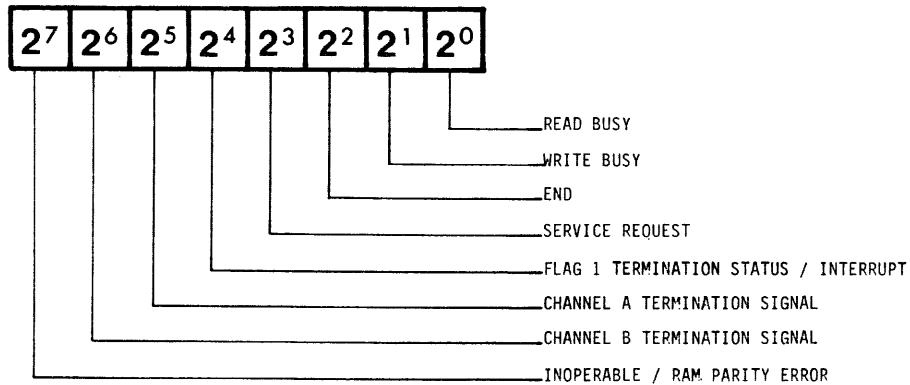 2⁷ 2⁶ 2⁵ 2⁴ 2³ 2² 2¹ 2⁰
READ BUSY
WRITE BUSY
END
SERVICE REQUEST
FLAG 1 TERMINATION STATUS / INTERRUPT
CHANNEL A TERMINATION SIGNAL
CHANNEL B TERMINATION SIGNAL
INOPERABLE / RAM PARITY ERROR